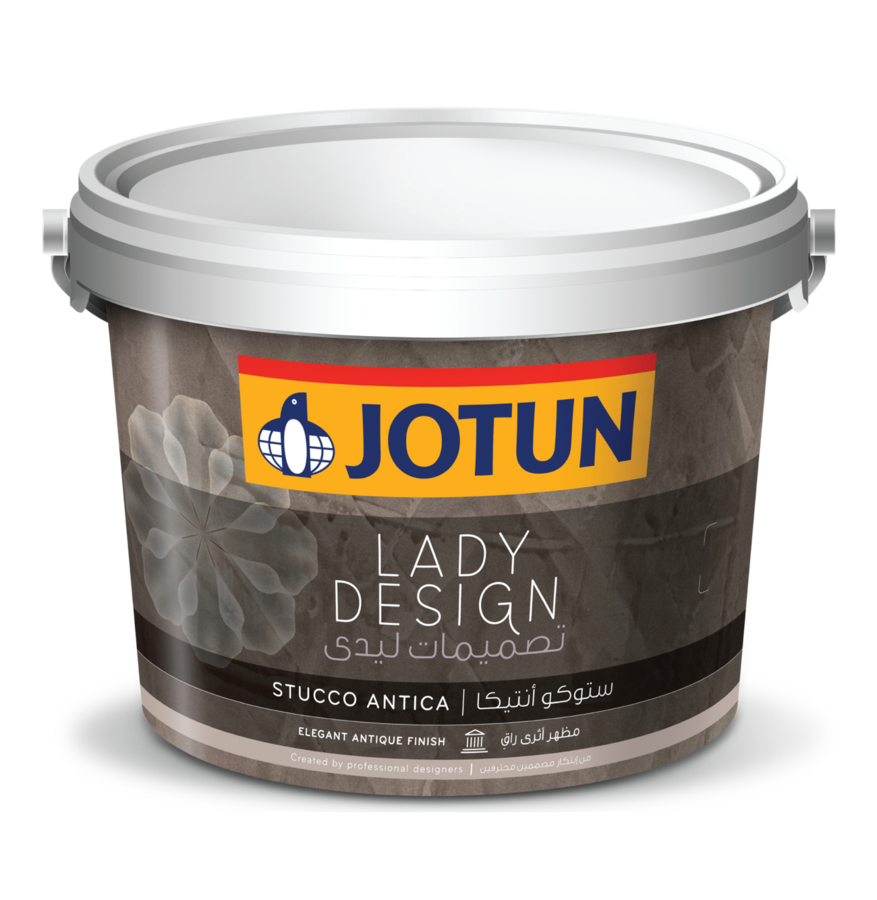 JOTUN
LADY
DESIGN
تصميمات ليدى
STUCCO ANTICA | ستوكو أنتيكا
ELEGANT ANTIQUE FINISH مظهر أثرى راق
Created by professional designers | من إبتكار مصممين محترفين